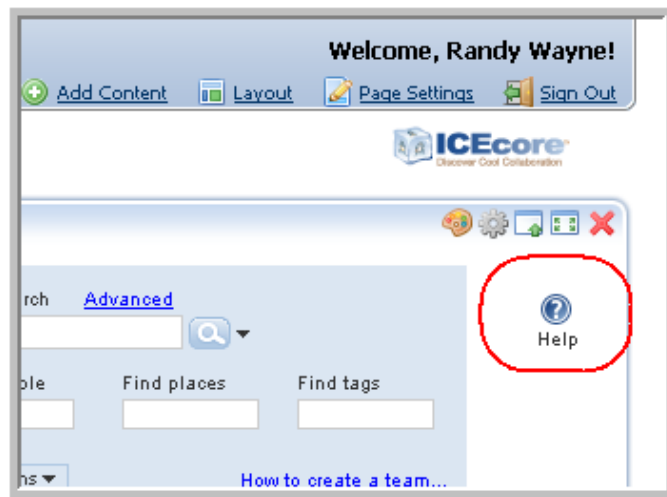 Welcome, Randy Wayne!
Add Content Layout Page Settings Sign Out
ICEcore
Discover Cool Collaboration
rch Advanced
Help
ple Find places Find tags
ns How to create a team...